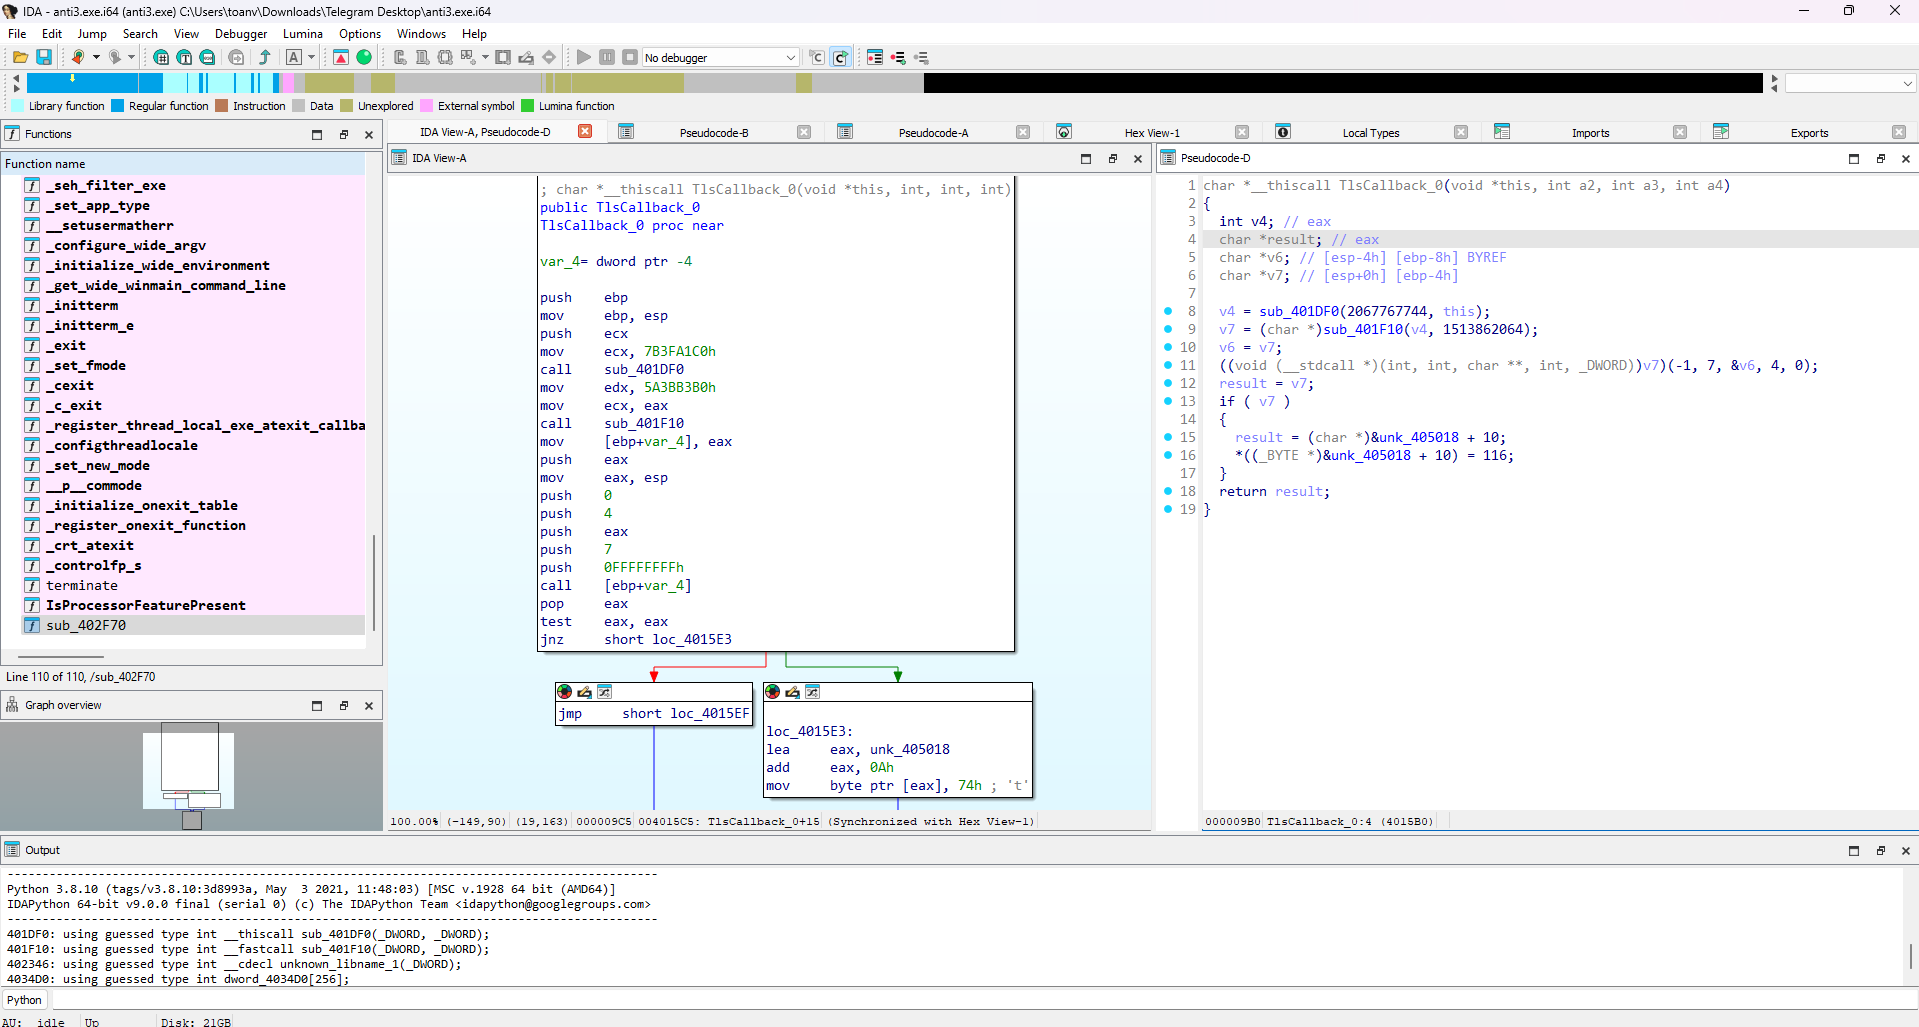 IDA - anti3.exe.i64 (anti3.exe) C:\Users\toanv\Downloads\Telegram Desktop\anti3.exe.i64
File Edit Jump Search View Debugger Lumina Options Windows Help
No debugger
Library function Regular function Instruction Data Unexplored External symbol Lumina function
Functions
Function name
_seh_filter_exe
_set_app_type
__setusermatherr
_configure_wide_argv
_initialize_wide_environment
_get_wide_winmain_command_line
_initterm
_initterm_e
_exit
_set_fmode
_cexit
_c_exit
_register_thread_local_exe_atexit_callba
_configthreadlocale
_set_new_mode
__p__commode
_initialize_onexit_table
_register_onexit_function
_crt_atexit
_controlfp_s
terminate
IsProcessorFeaturePresent
sub_402F70
Line 110 of 110, /sub_402F70
Graph overview
IDA View-A, Pseudocode-D Pseudocode-B Pseudocode-A Hex View-1 Local Types Imports Exports
IDA View-A
; char *__thiscall TlsCallback_0(void *this, int, int, int)
public TlsCallback_0
TlsCallback_0 proc near
var_4= dword ptr -4
push ebp
mov ebp, esp
push ecx
mov ecx, 7B3FA1C0h
call sub_401DF0
mov edx, 5A3BB3B0h
mov ecx, eax
call sub_401F10
mov [ebp+var_4], eax
push eax
mov eax, esp
push 0
push 4
push eax
push 7
push 0FFFFFFFFh
call [ebp+var_4]
pop eax
test eax, eax
jnz short loc_4015E3
jmp short loc_4015EF
loc_4015E3:
lea eax, unk_405018
add eax, 0Ah
mov byte ptr [eax], 74h ; 't'
100.00% (-149,90) (19,163) 000009C5 004015C5: TlsCallback_0+15 (Synchronized with Hex View-1)
Pseudocode-D
1 char *__thiscall TlsCallback_0(void *this, int a2, int a3, int a4)
2 {
3 int v4; // eax
4 char *result; // eax
5 char *v6; // [esp-4h] [ebp-8h] BYREF
6 char *v7; // [esp+0h] [ebp-4h]
7
8 v4 = sub_401DF0(2067767744, this);
9 v7 = (char *)sub_401F10(v4, 1513862064);
10 v6 = v7;
11 ((void (__stdcall *)(int, int, char **, int, _DWORD))v7)(-1, 7, &v6, 4, 0);
12 result = v7;
13 if ( v7 )
14 {
15 result = (char *)&unk_405018 + 10;
16 *((_BYTE *)&unk_405018 + 10) = 116;
17 }
18 return result;
19 }
000009B0 TlsCallback_0:4 (4015B0)
Output
Python 3.8.10 (tags/v3.8.10:3d8993a, May 3 2021, 11:48:03) [MSC v.1928 64 bit (AMD64)]
IDAPython 64-bit v9.0.0 final (serial 0) (c) The IDAPython Team <idapython@googlegroups.com>
401DF0: using guessed type int __thiscall sub_401DF0(_DWORD, _DWORD);
401F10: using guessed type int __fastcall sub_401F10(_DWORD, _DWORD);
402346: using guessed type int __cdecl unknown_libname_1(_DWORD);
4034D0: using guessed type int dword_4034D0[256];
Python
AU: idle Up Disk: 21GB